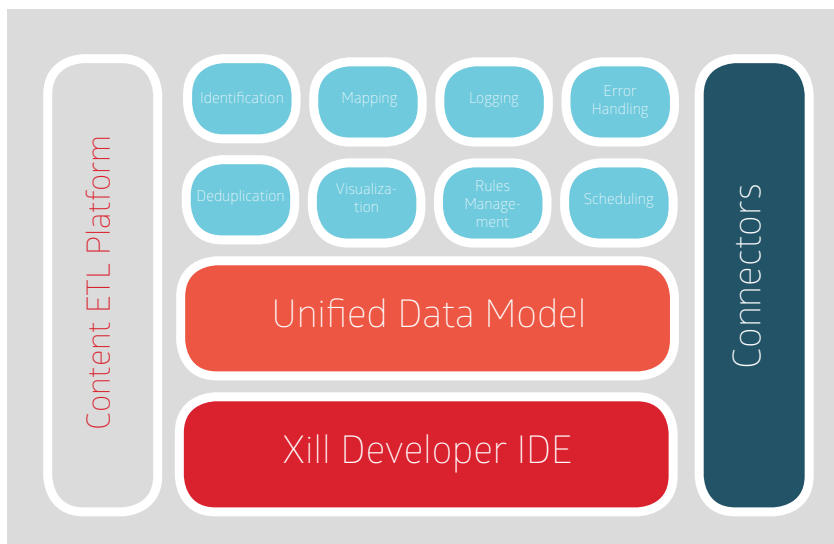 Content ETL Platform
Identification
Mapping
Logging
Error
Handling
Deduplication
Visualiza-
tion
Rules
Manage-
ment
Scheduling
Unified Data Model
Xill Developer IDE
Connectors